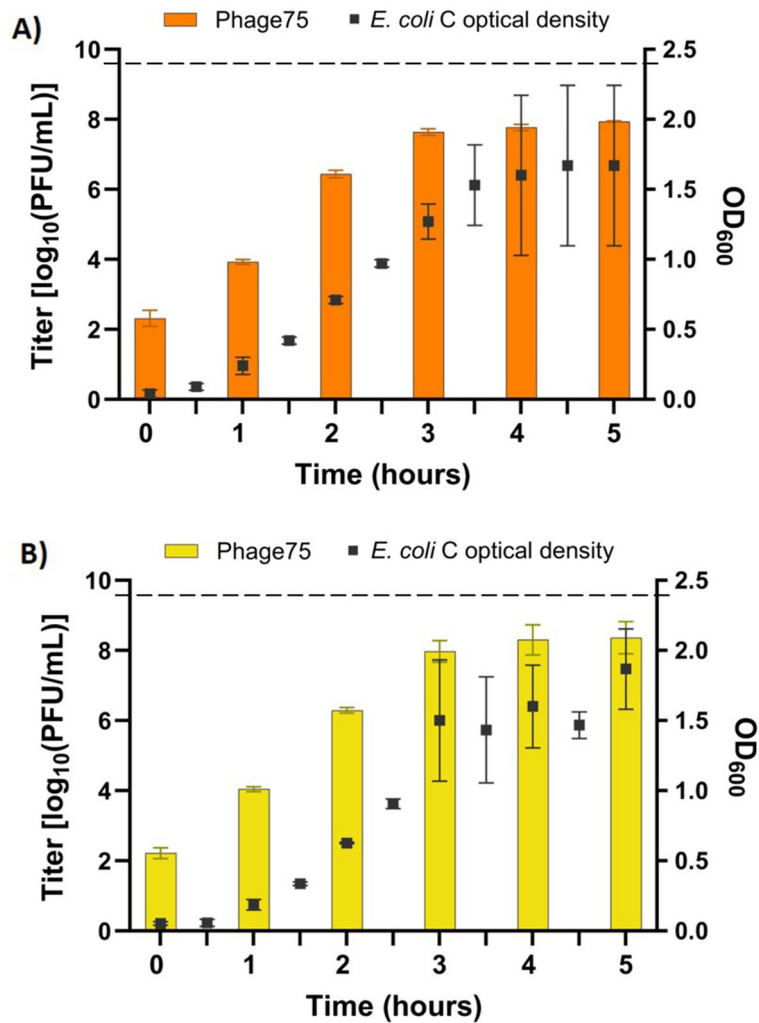 A)
Phage75 E. coli C optical density
10 2.5
8 2.0
6 1.5
4 1.0
2 0.5
0 0.0
Titer [log10(PFU/mL)]
OD600
0 1 2 3 4 5
Time (hours)
B)
Phage75 E. coli C optical density
10 2.5
8 2.0
6 1.5
4 1.0
2 0.5
0 0.0
Titer [log10(PFU/mL)]
OD600
0 1 2 3 4 5
Time (hours)